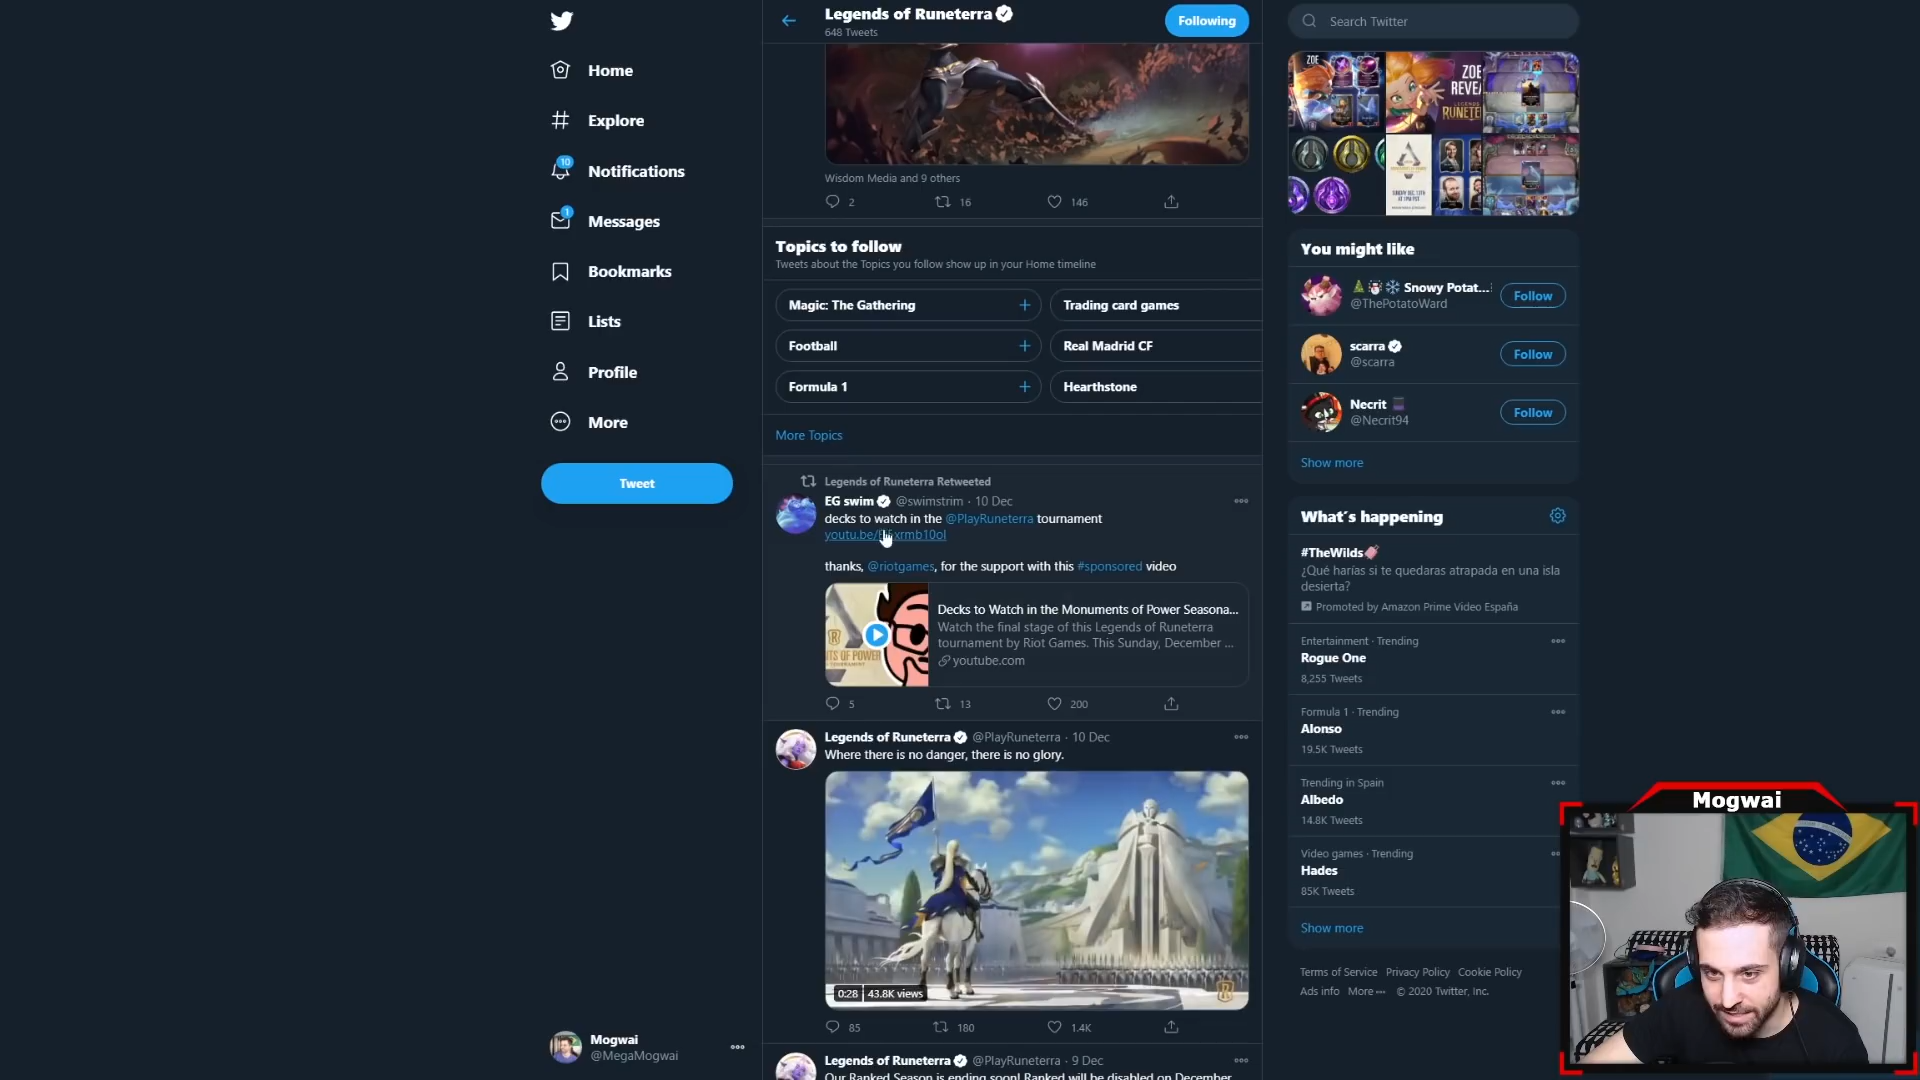 Home
Explore
10
Notifications
1
Messages
Bookmarks
Lists
Profile
More
Tweet
Mogwai
@MegaMogwai
Legends of Runeterra
648 Tweets
Following
Wisdom Media and 9 others
2
16
146
Topics to follow
Tweets about the Topics you follow show up in your Home timeline
Magic: The Gathering
Trading card games
Football
Real Madrid CF
Formula 1
Hearthstone
More Topics
Legends of Runeterra Retweeted
EG swim @swimstrim · 10 Dec
decks to watch in the @PlayRuneterra tournament
thanks, @riotgames, for the support with this #sponsored video
Decks to Watch in the Monuments of Power Seasona...
Watch the final stage of this Legends of Runeterra
tournament by Riot Games. This Sunday, December ...
youtube.com
5
13
200
Legends of Runeterra @PlayRuneterra · 10 Dec
Where there is no danger, there is no glory.
0:28 43.8K views
85
180
1.4K
Legends of Runeterra @PlayRuneterra · 9 Dec
Our Ranked Season is ending soon! Ranked will be disabled on December
Search Twitter
ZOE
ZOE
REVEA
RUNETER
You might like
Snowy Potat...
@ThePotatoWard
Follow
scarra
@scarra
Follow
Necrit
@Necrit94
Follow
Show more
What´s happening
#TheWilds
¿Qué harías si te quedaras atrapada en una isla
desierta?
Promoted by Amazon Prime Video España
Entertainment · Trending
Rogue One
8,255 Tweets
Formula 1 · Trending
Alonso
19.5K Tweets
Trending in Spain
Albedo
14.8K Tweets
Video games · Trending
Hades
85K Tweets
Show more
Terms of Service Privacy Policy Cookie Policy
Ads info More © 2020 Twitter, Inc.
Mogwai